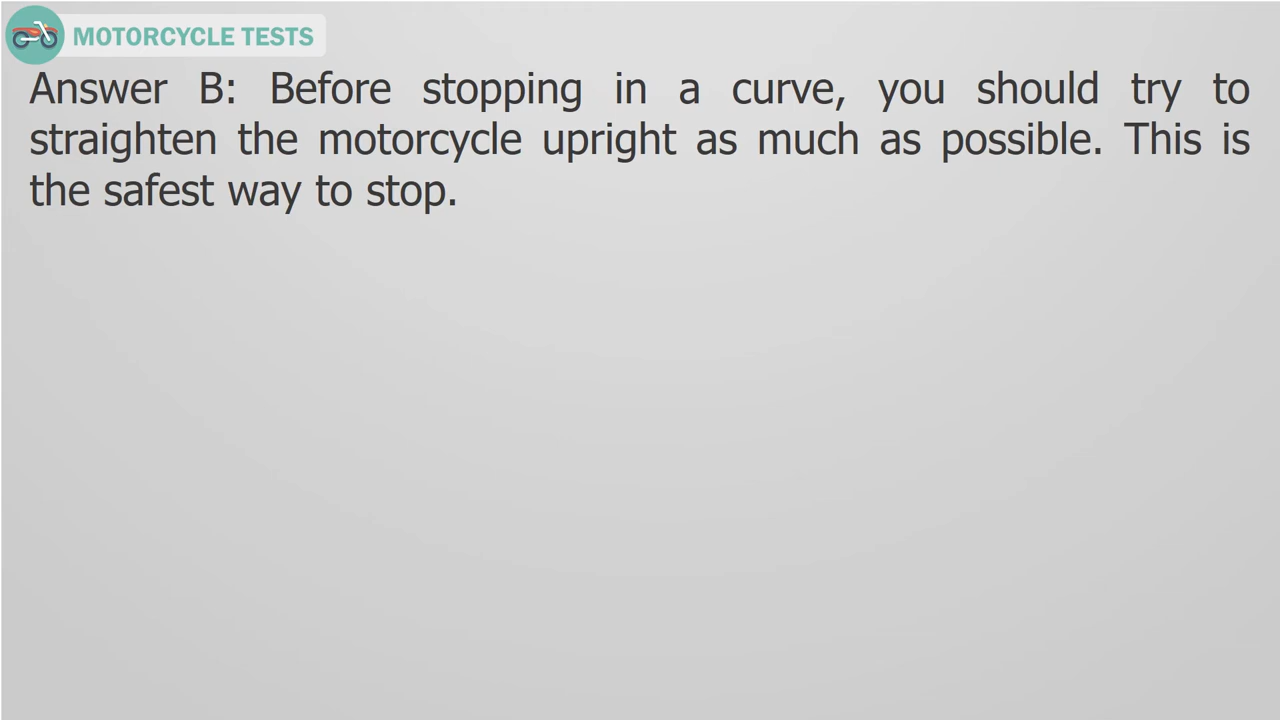 MOTORCYCLE TESTS
Answer B: Before stopping in a curve, you should try to
straighten the motorcycle upright as much as possible. This is
the safest way to stop.